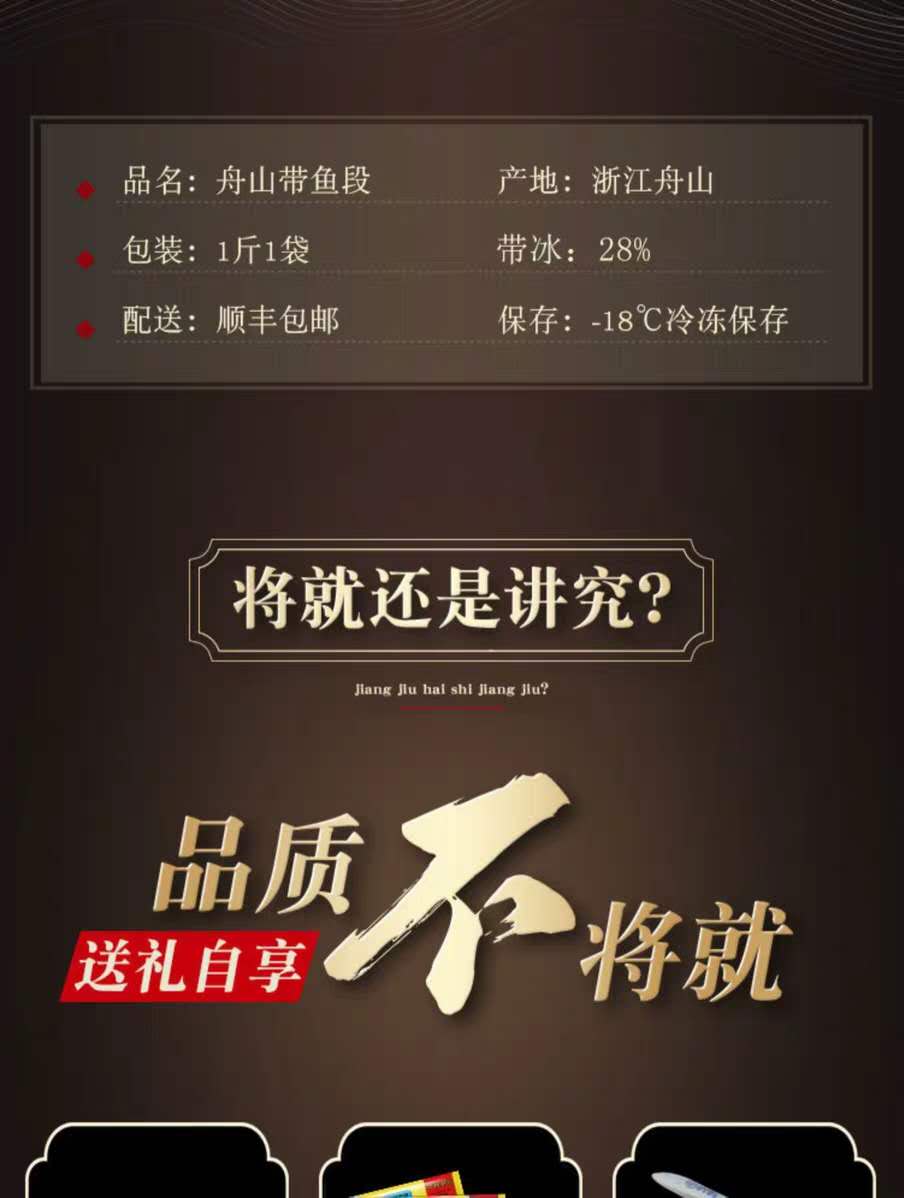 品名：舟山带鱼段 产地：浙江舟山
包装：1斤1袋 带冰：28%
配送：顺丰包邮 保存：-18℃冷冻保存
将就还是讲究？
jiang jiu hai shi jiang jiu?
品质不将就
送礼自享